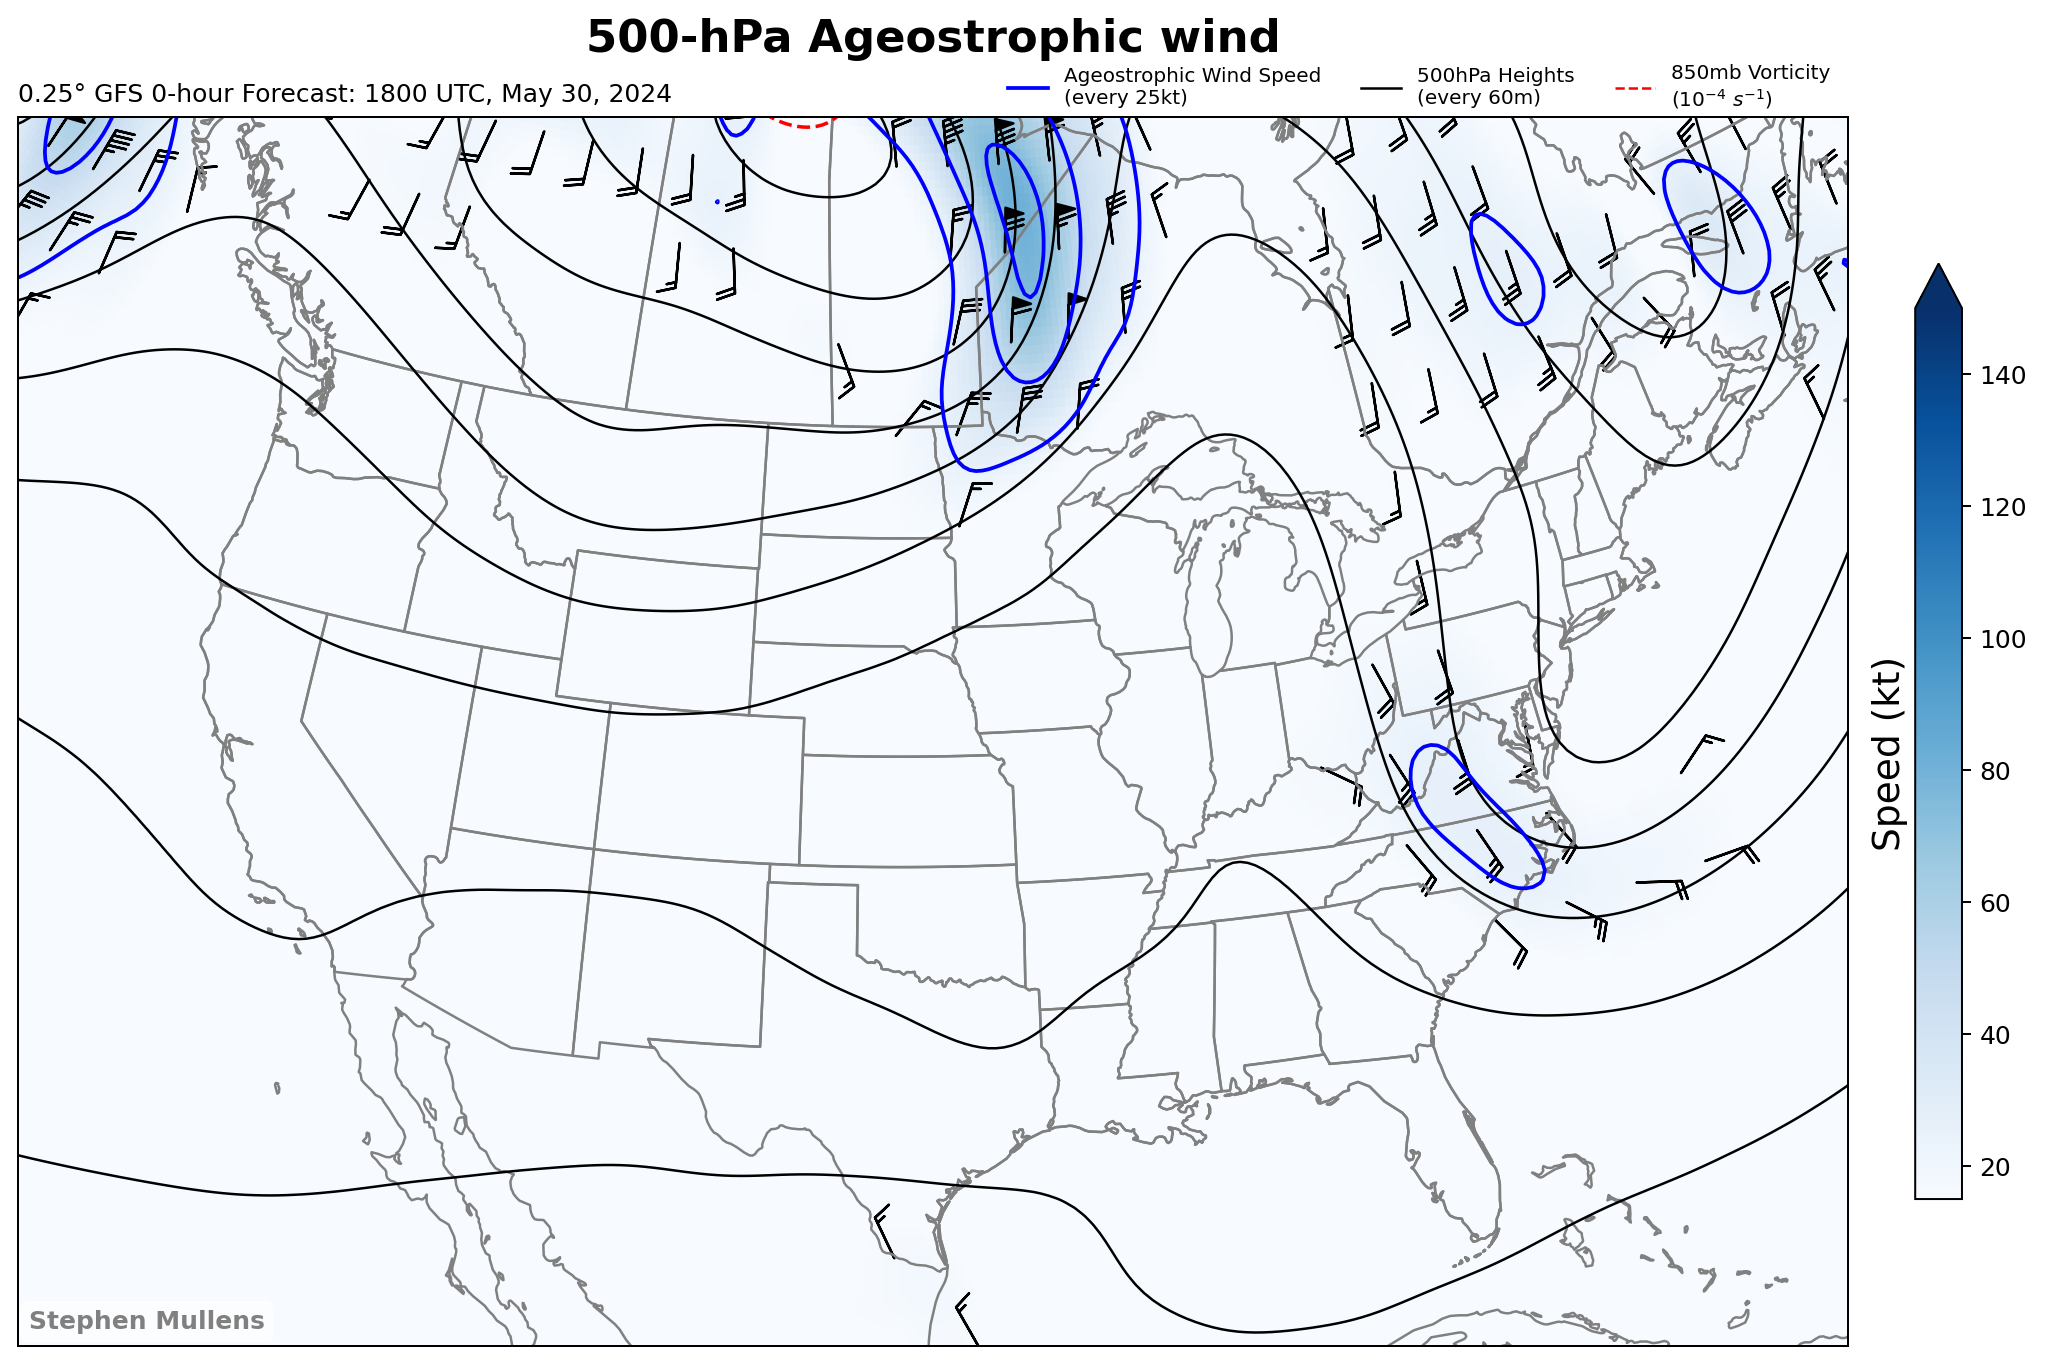 500-hPa Ageostrophic wind
0.25° GFS 0-hour Forecast: 1800 UTC, May 30, 2024
Ageostrophic Wind Speed
(every 25kt)
500hPa Heights
(every 60m)
850mb Vorticity
(10⁻⁴ s⁻¹)
140
120
100
80
60
40
20
Speed (kt)
Stephen Mullens